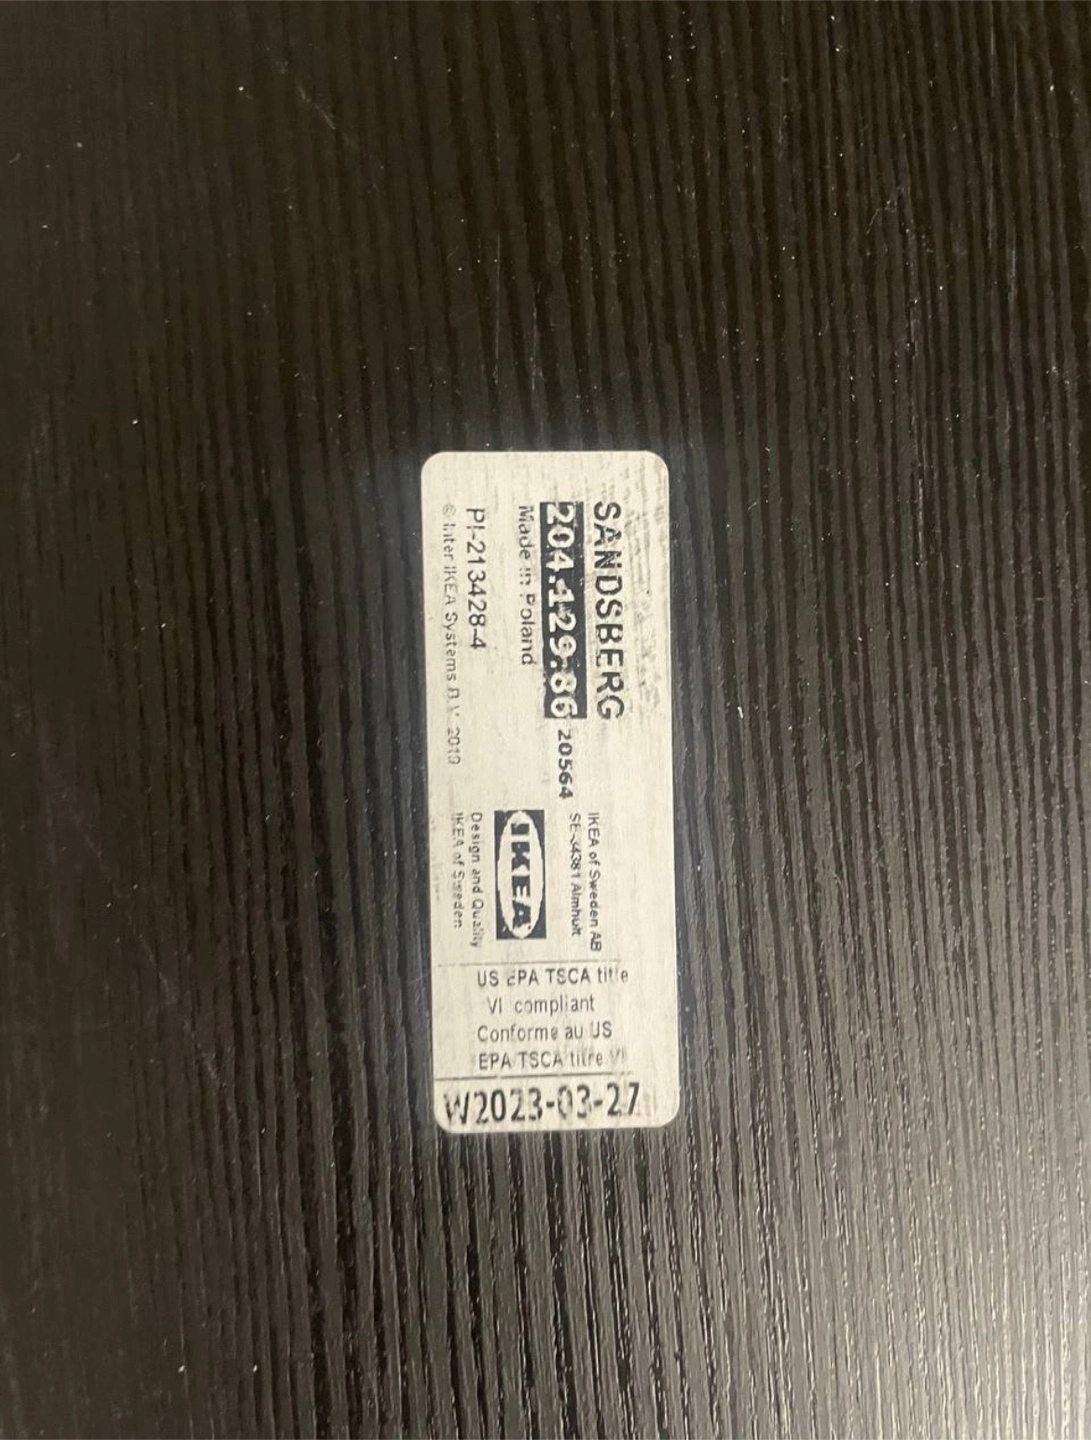 SANDSBERG
204.129.86 20564
Made in Poland
PI-213428-4
© Inter IKEA Systems B.V. 2019
IKEA of Sweden AB
SE-34381 Älmhult
IKEA
Design and Quality
IKEA of Sweden
US EPA TSCA title
VI compliant
Conforme au US
EPA TSCA titre VI
W2023-03-27